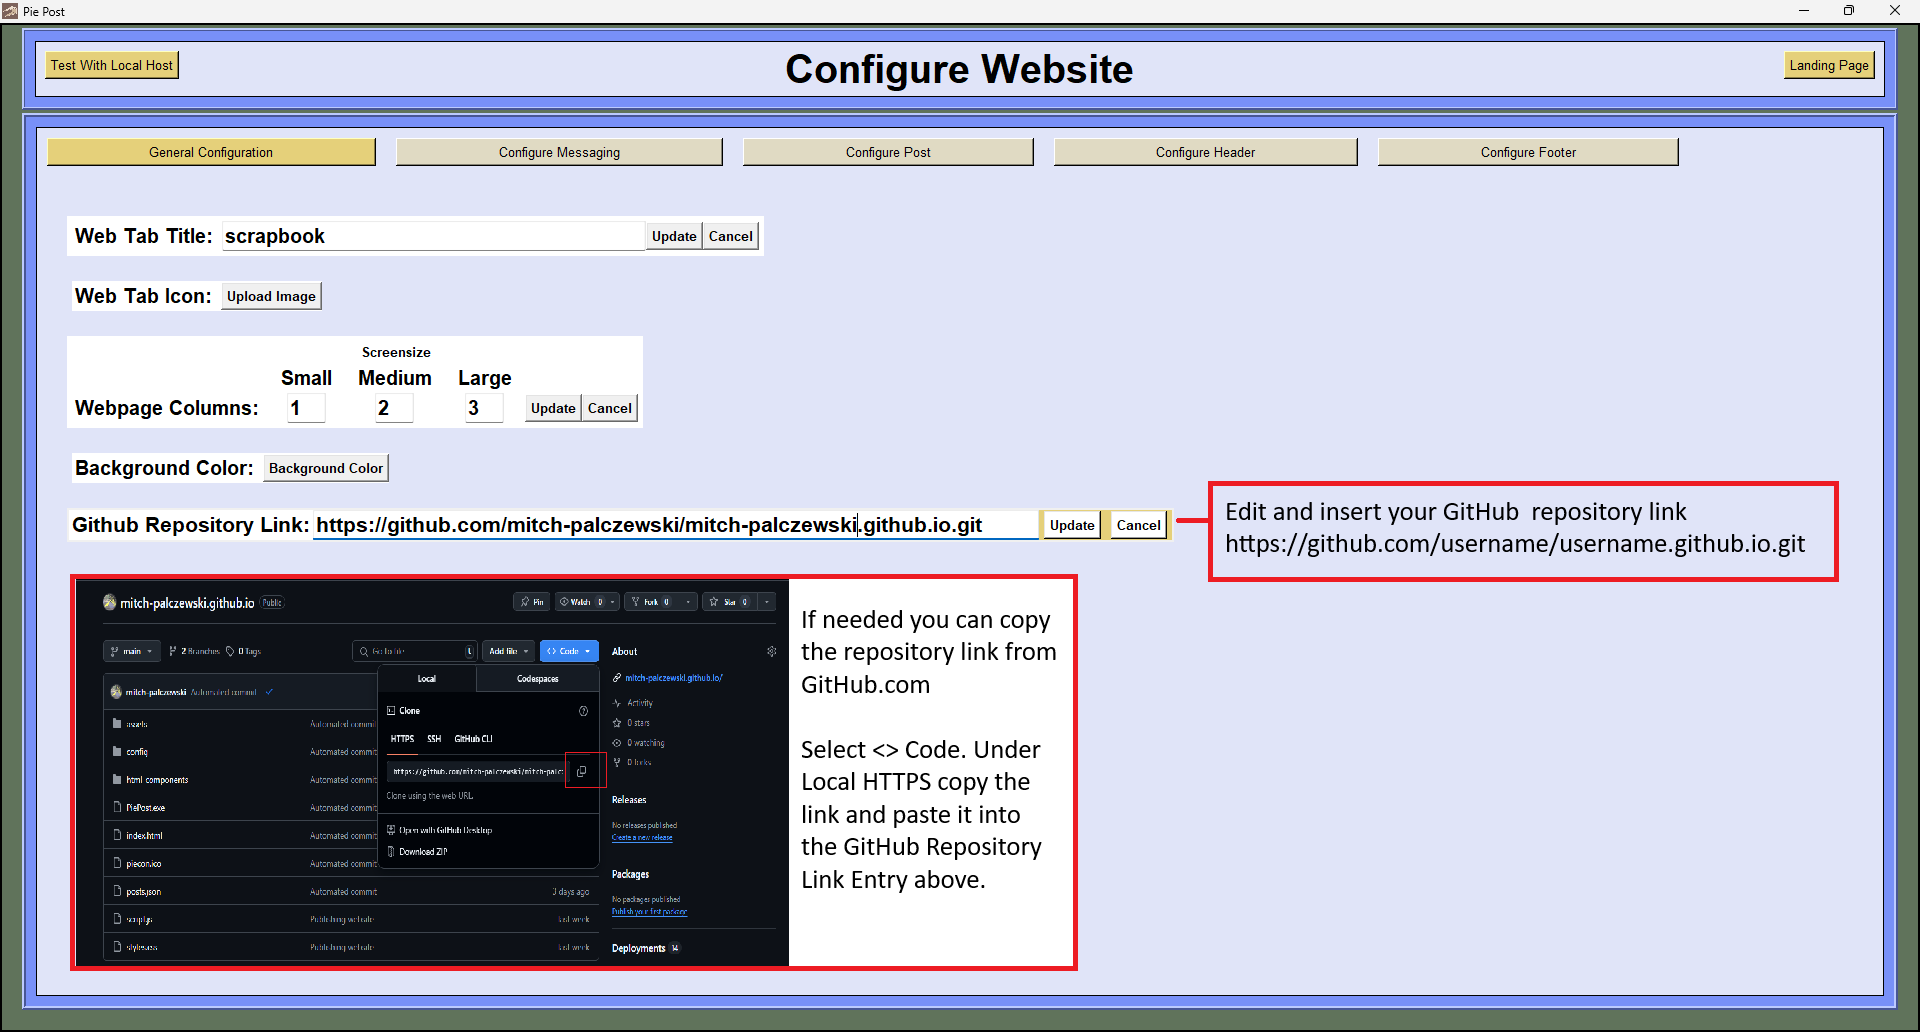 Pie Post
Test With Local Host
Configure Website
Landing Page
General Configuration
Configure Messaging
Configure Post
Configure Header
Configure Footer
Web Tab Title: scrapbook Update Cancel
Web Tab Icon: Upload Image
Screensize
Small Medium Large
Webpage Columns: 1 2 3 Update Cancel
Background Color: Background Color
Github Repository Link: https://github.com/mitch-palczewski/mitch-palczewski.github.io.git Update Cancel
Edit and insert your GitHub repository link
https://github.com/username/username.github.io.git
mitch-palczewski.github.io Public
Pin Watch 0 Fork 0 Star 0
main 2 Branches 0 Tags Go to file t Add file <> Code
About
Local Codespaces
mitch-palczewski.github.io/
mitch-palczewski Automated commit
Clone
Activity
assets Automated commit
0 stars
HTTPS SSH GitHub CLI
0 watching
config Automated commit
0 forks
https://github.com/mitch-palczewski/mitch-palc
html components Automated commit
Clone using the web URL.
Releases
PiePost.exe Automated commit
No releases published
Create a new release
Open with GitHub Desktop
index.html Automated commit
Download ZIP
piecon.ico Automated commit
Packages
posts.json Automated commit 3 days ago
No packages published
Publish your first package
script.js Publishing website last week
styles.css Publishing website last week
Deployments 14
If needed you can copy
the repository link from
GitHub.com
Select <> Code. Under
Local HTTPS copy the
link and paste it into
the GitHub Repository
Link Entry above.